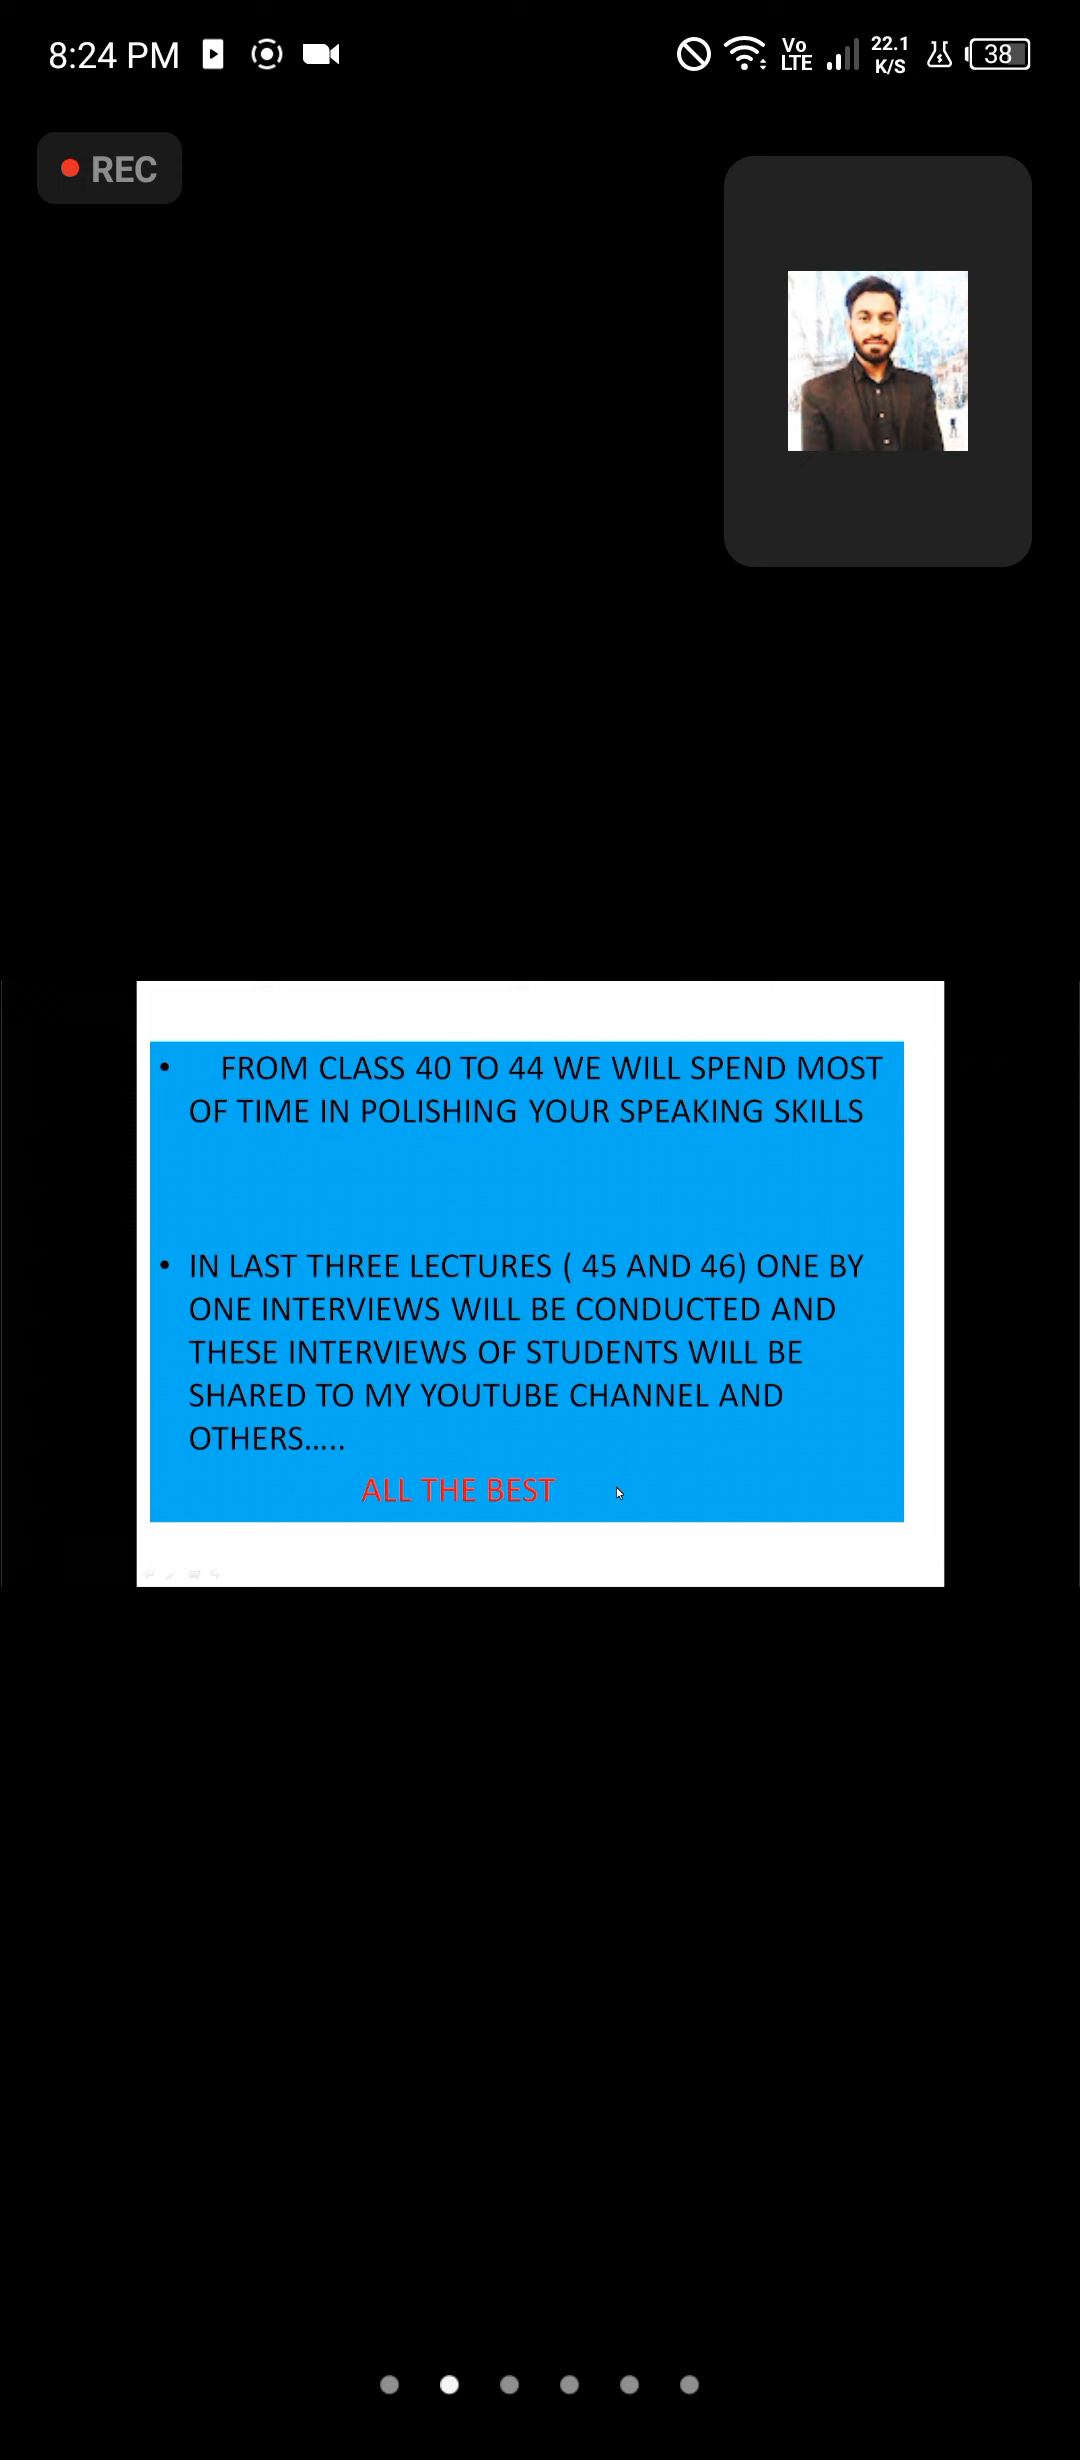 8:24 PM
Vo LTE
22.1 K/S
38
REC
• FROM CLASS 40 TO 44 WE WILL SPEND MOST
OF TIME IN POLISHING YOUR SPEAKING SKILLS
• IN LAST THREE LECTURES ( 45 AND 46) ONE BY
ONE INTERVIEWS WILL BE CONDUCTED AND
THESE INTERVIEWS OF STUDENTS WILL BE
SHARED TO MY YOUTUBE CHANNEL AND
OTHERS.....
ALL THE BEST